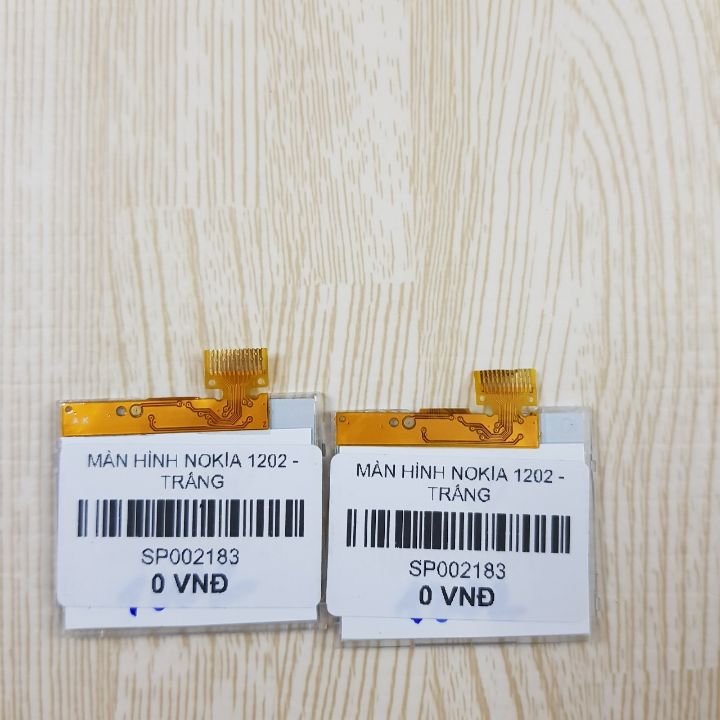 A K
MÀN HÌNH NOKIA 1202 -
TRẮNG
SP002183
0 VNĐ
MÀN HÌNH NOKIA 1202 -
TRẮNG
SP002183
0 VNĐ